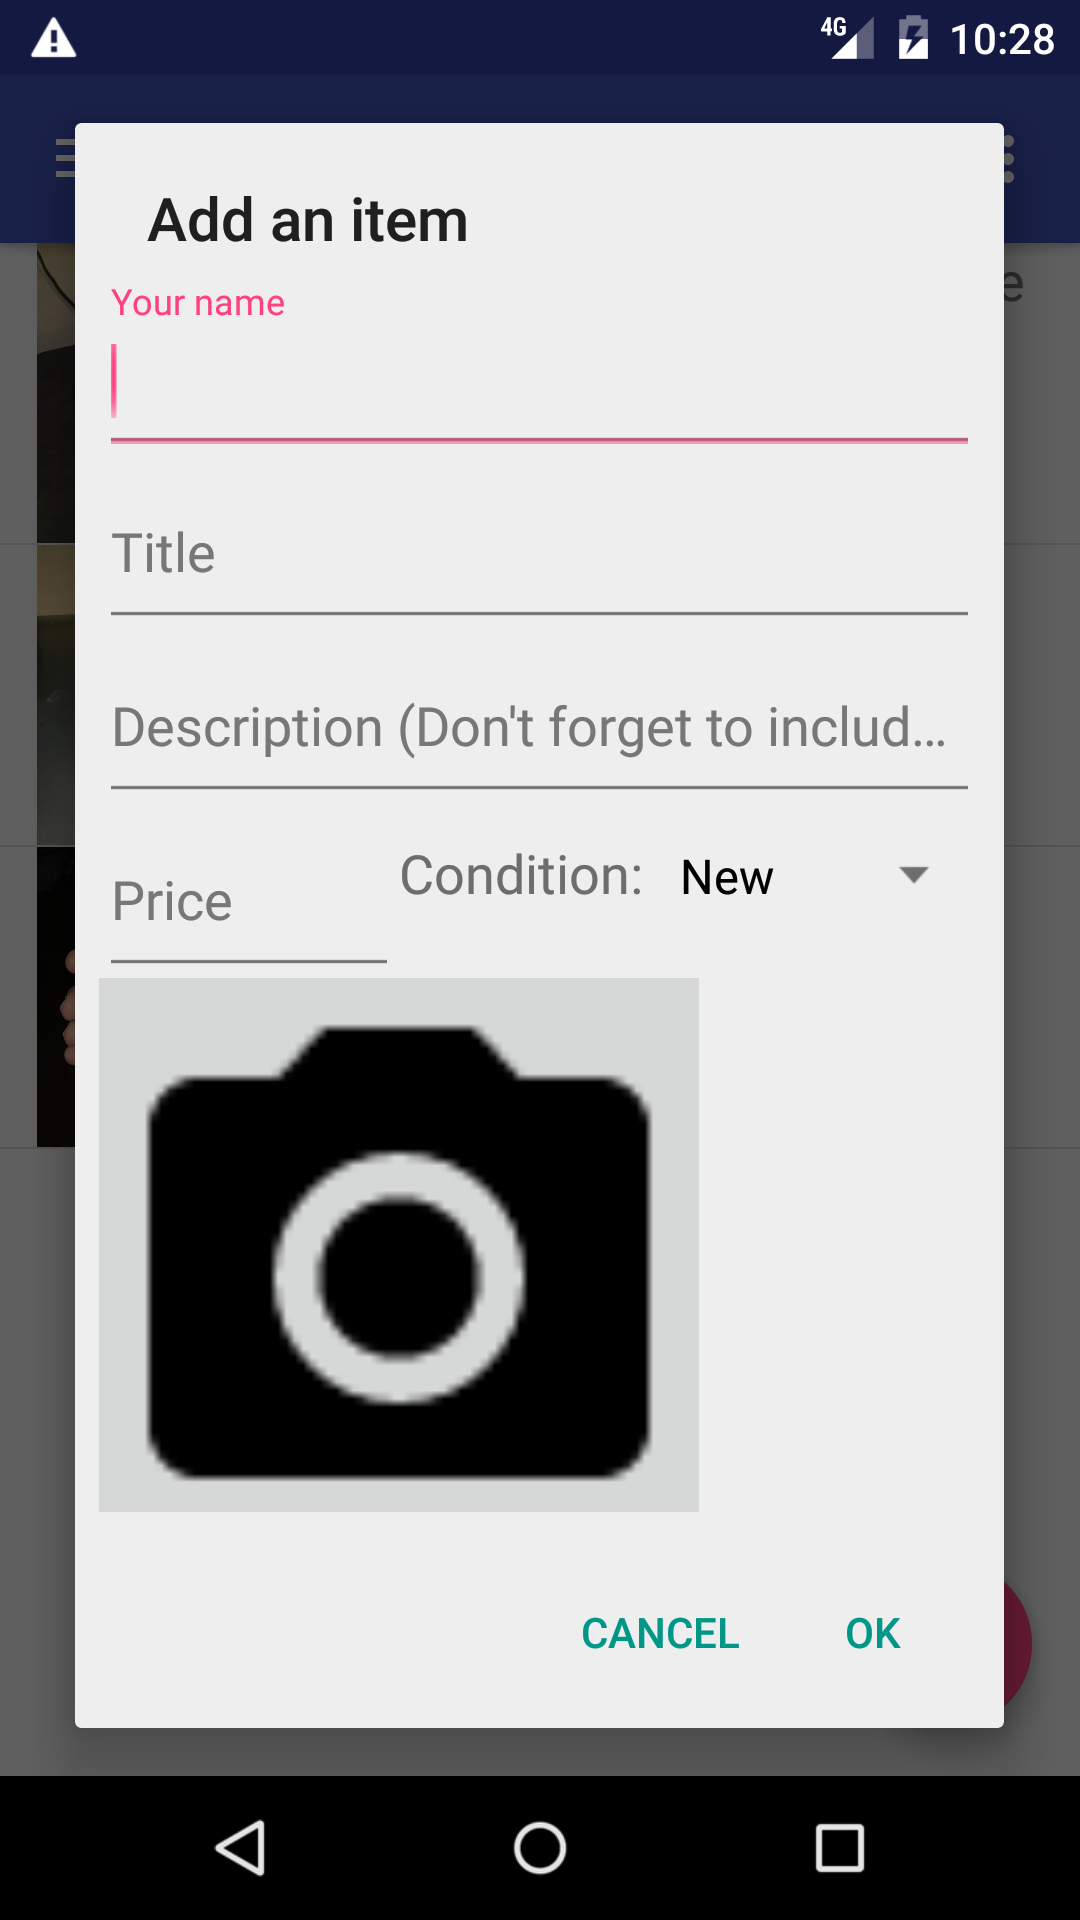 4G 10:28
Add an item
e
Your name
Title
Description (Don't forget to includ...
Price Condition: New
CANCEL OK